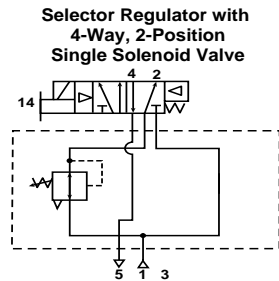 Selector Regulator with
4-Way, 2-Position
Single Solenoid Valve
4 2
14
5 1 3